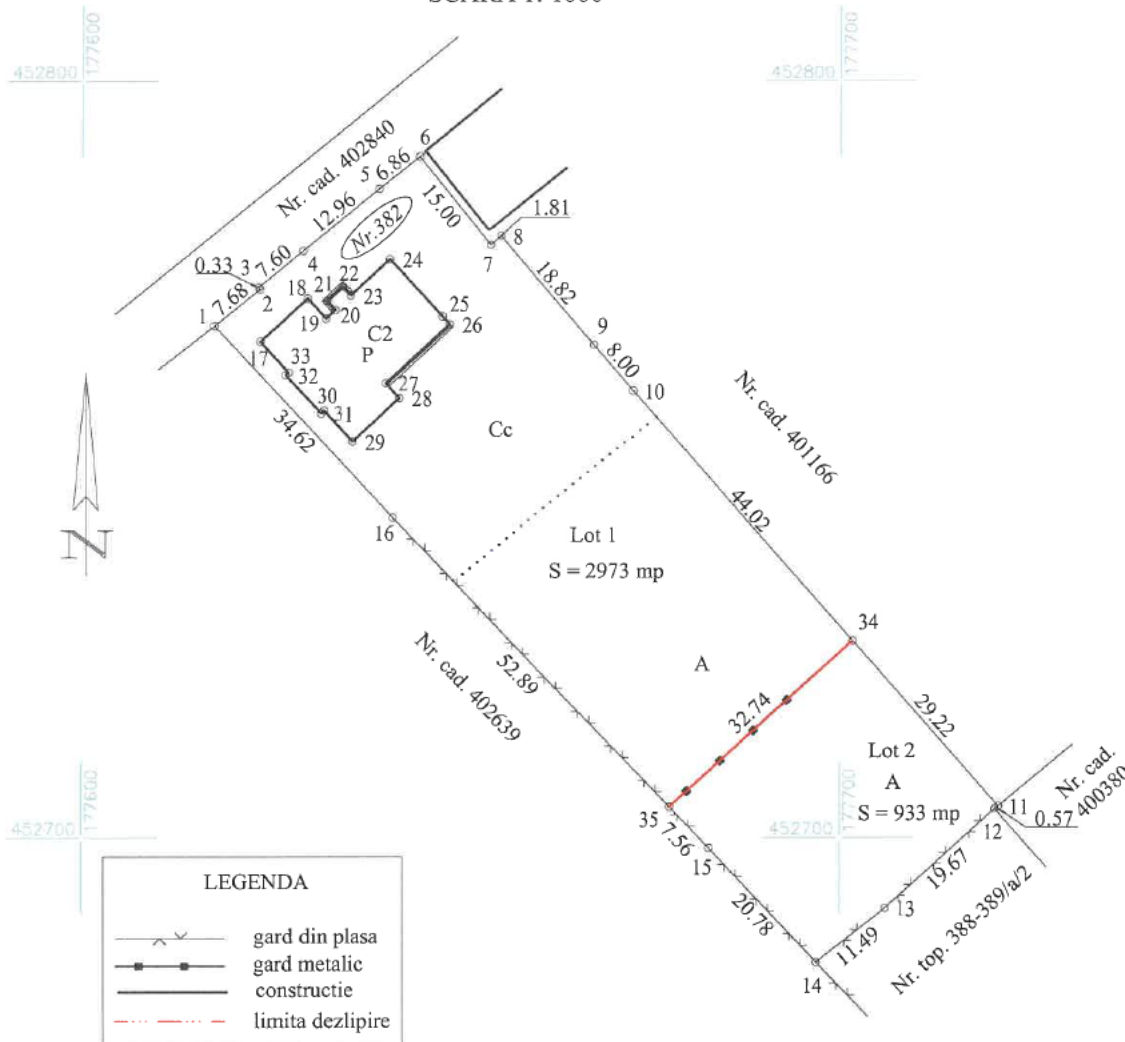 SCARA 1: 1000
177600
177700
452800
452800
6
Nr. cad. 402840
5
6.86
12.96
15.00
Nr.382
1.81
8
7
3
0.33
7.60
4
24
18.82
7.68
2
18
21
22
23
1
19
20
25
26
C2
P
9
8.00
17
33
32
10
27
28
30
31
Nr. cad. 401166
34.62
29
Cc
44.02
16
Lot 1
N
S = 2973 mp
34
Nr. cad. 402639
52.89
A
32.74
29.22
Lot 2
A
Nr. cad.
400380
S = 933 mp
11
12
0.57
35
177600
177700
452700
452700
7.56
15
19.67
20.78
13
11.49
Nr. top. 388-389/a/2
14
LEGENDA
gard din plasa
gard metalic
constructie
limita dezlipire